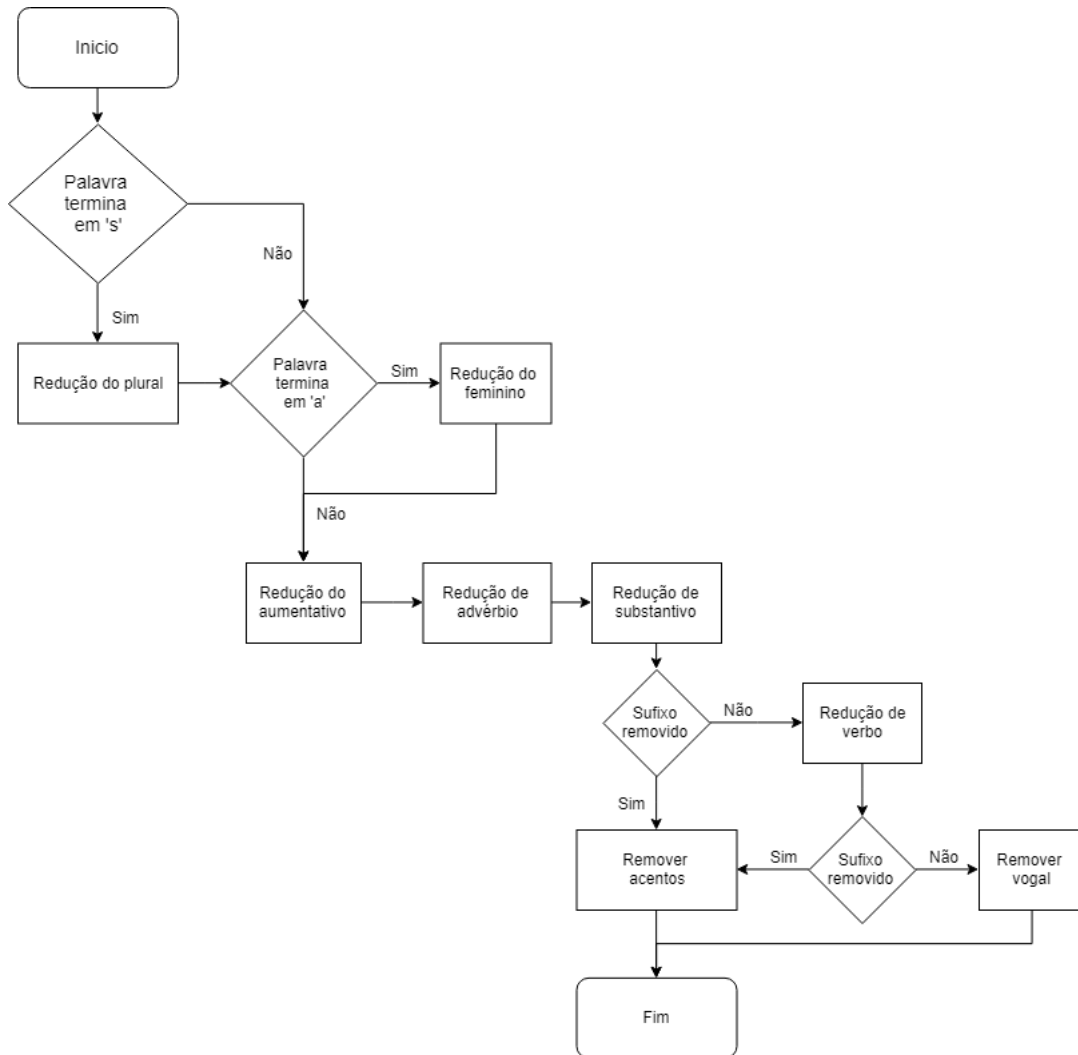 Inicio
Palavra
termina
em 's'
Não
Sim
Redução do plural
Palavra
termina
em 'a'
Sim
Redução do
feminino
Não
Redução do
aumentativo
Redução de
advérbio
Redução de
substantivo
Sufixo
removido
Não
Redução de
verbo
Sim
Remover
acentos
Sim
Sufixo
removido
Não
Remover
vogal
Fim